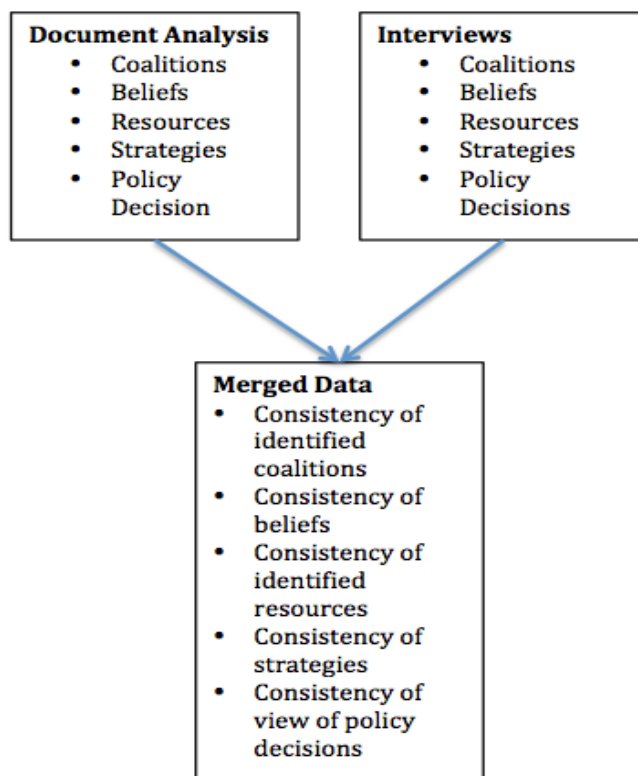 Document Analysis
• Coalitions
• Beliefs
• Resources
• Strategies
• Policy
Decision
Interviews
• Coalitions
• Beliefs
• Resources
• Strategies
• Policy
Decisions
Merged Data
• Consistency of
identified
coalitions
• Consistency of
beliefs
• Consistency of
identified
resources
• Consistency of
strategies
• Consistency of
view of policy
decisions